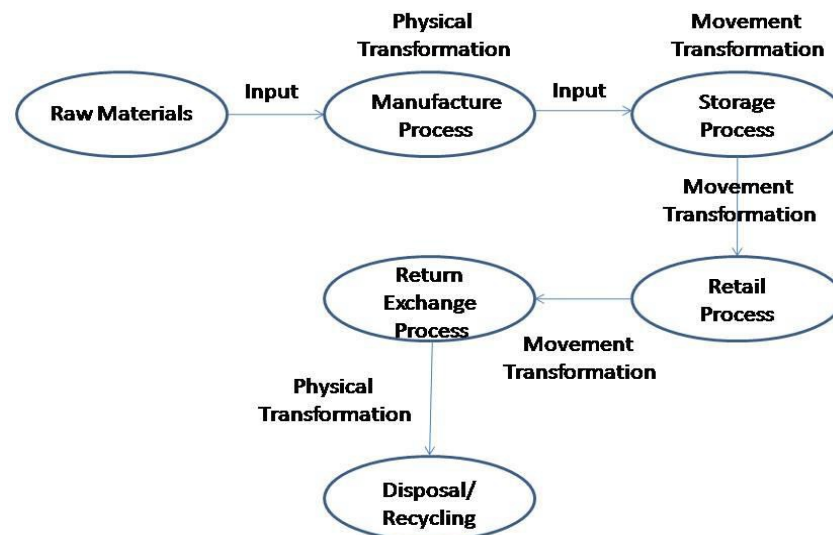 Physical
Transformation
Movement
Transformation
Raw Materials
Input
Manufacture
Process
Input
Storage
Process
Movement
Transformation
Return
Exchange
Process
Retail
Process
Movement
Transformation
Physical
Transformation
Disposal/
Recycling